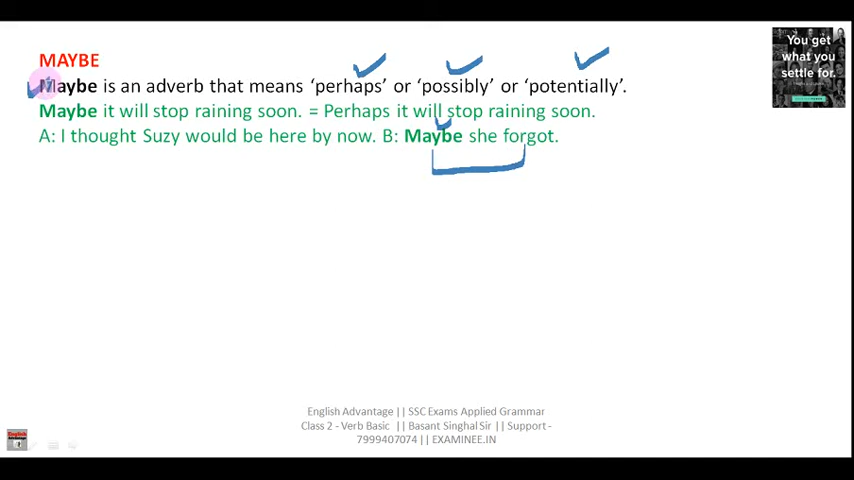 MAYBE
Maybe is an adverb that means ‘perhaps’ or ‘possibly’ or ‘potentially’.
Maybe it will stop raining soon. = Perhaps it will stop raining soon.
A: I thought Suzy would be here by now. B: Maybe she forgot.
You get
what you
settle for.
English Advantage || SSC Exams Applied Grammar
Class 2 - Verb Basic || Basant Singhal Sir || Support -
7999407074 || EXAMINEE.IN
English